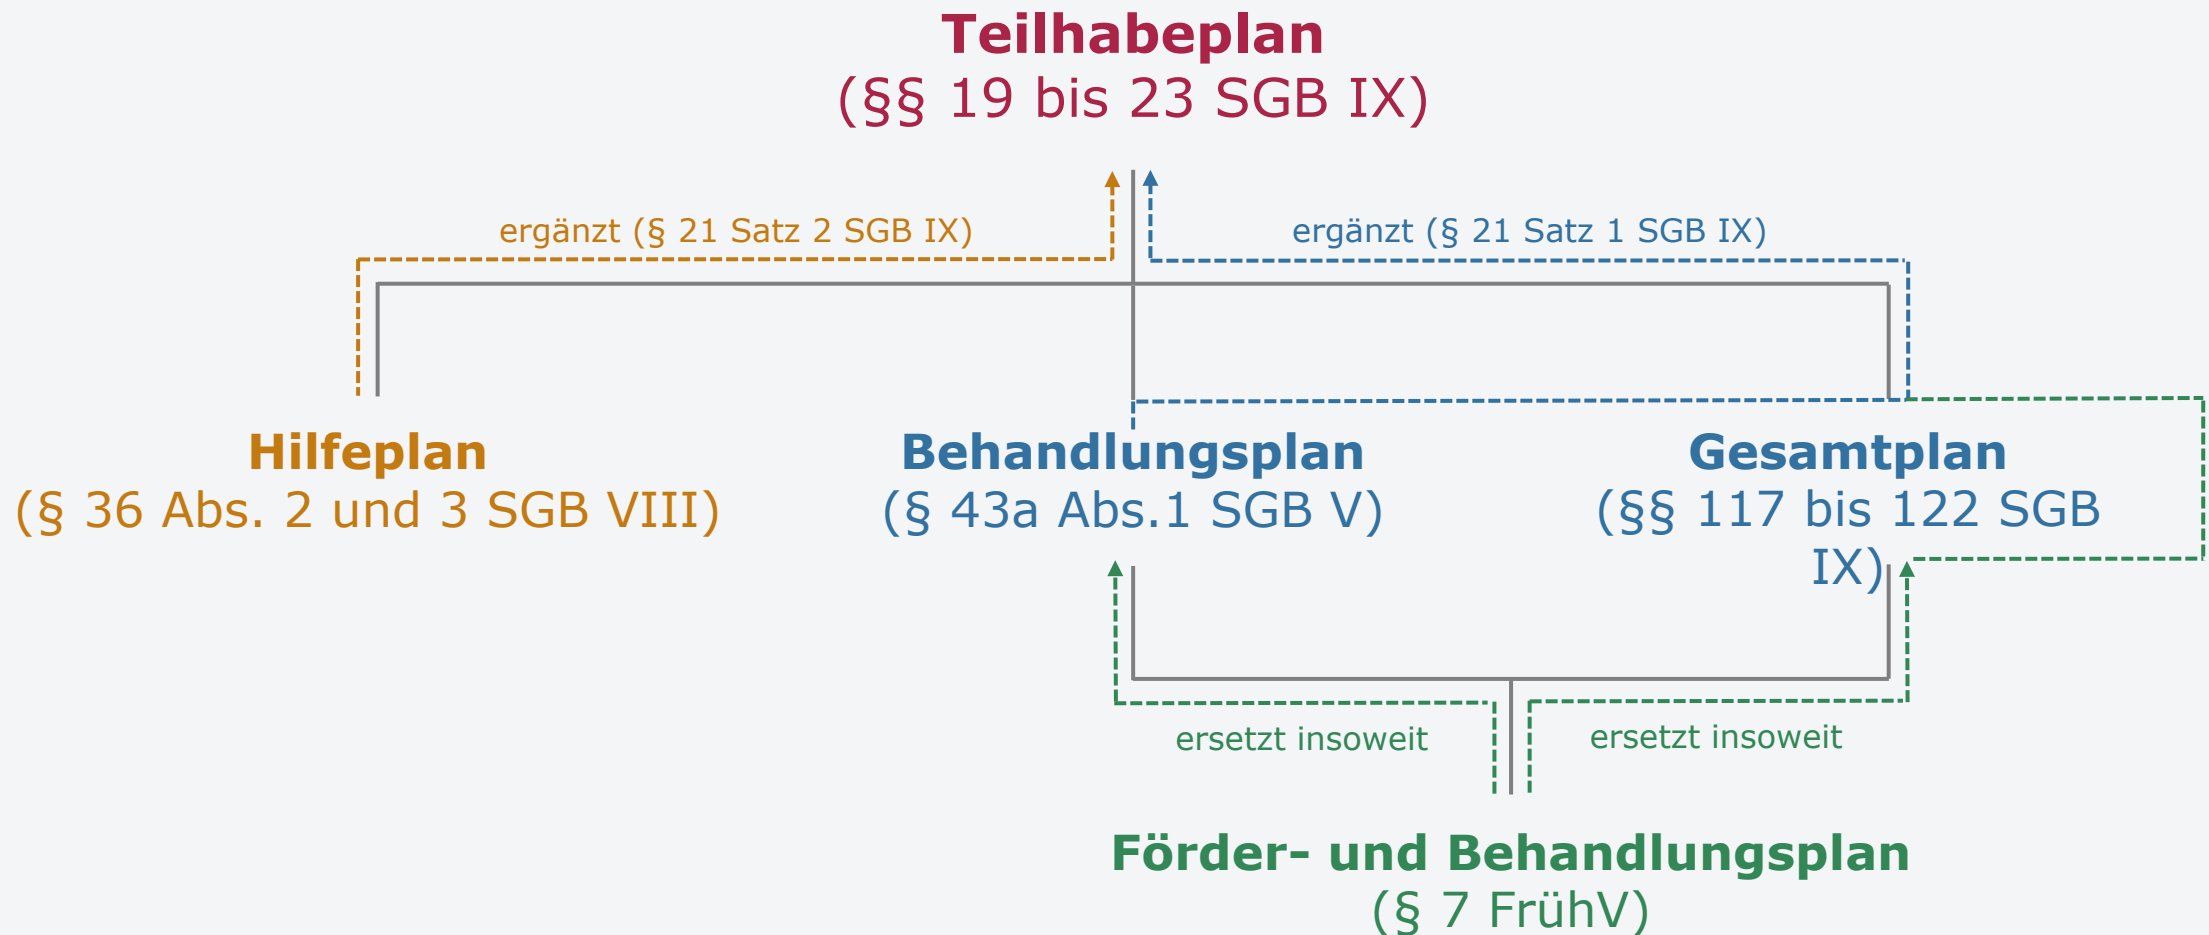 Teilhabeplan
(§§ 19 bis 23 SGB IX)
ergänzt (§ 21 Satz 2 SGB IX)
ergänzt (§ 21 Satz 1 SGB IX)
Hilfeplan
(§ 36 Abs. 2 und 3 SGB VIII)
Behandlungsplan
(§ 43a Abs.1 SGB V)
Gesamtplan
(§§ 117 bis 122 SGB
IX)
ersetzt insoweit
ersetzt insoweit
Förder- und Behandlungsplan
(§ 7 FrühV)